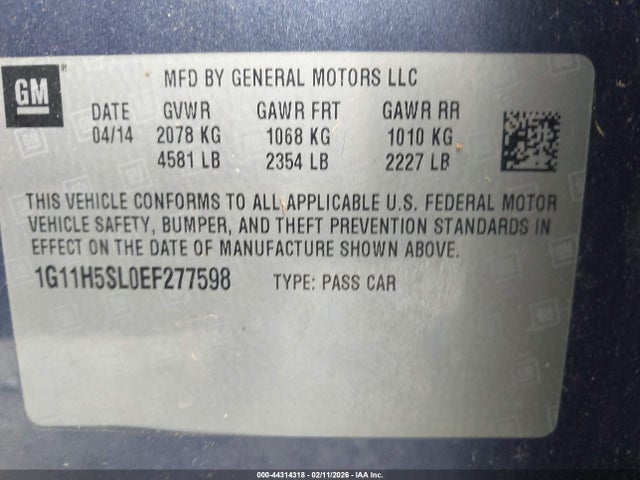 GM®
MFD BY GENERAL MOTORS LLC
DATE GVWR GAWR FRT GAWR RR
04/14 2078 KG 1068 KG 1010 KG
4581 LB 2354 LB 2227 LB
THIS VEHICLE CONFORMS TO ALL APPLICABLE U.S. FEDERAL MOTOR
VEHICLE SAFETY, BUMPER, AND THEFT PREVENTION STANDARDS IN
EFFECT ON THE DATE OF MANUFACTURE SHOWN ABOVE.
1G11H5SL0EF277598 TYPE: PASS CAR
000-44314318 - 02/11/2026 - IAA Inc.